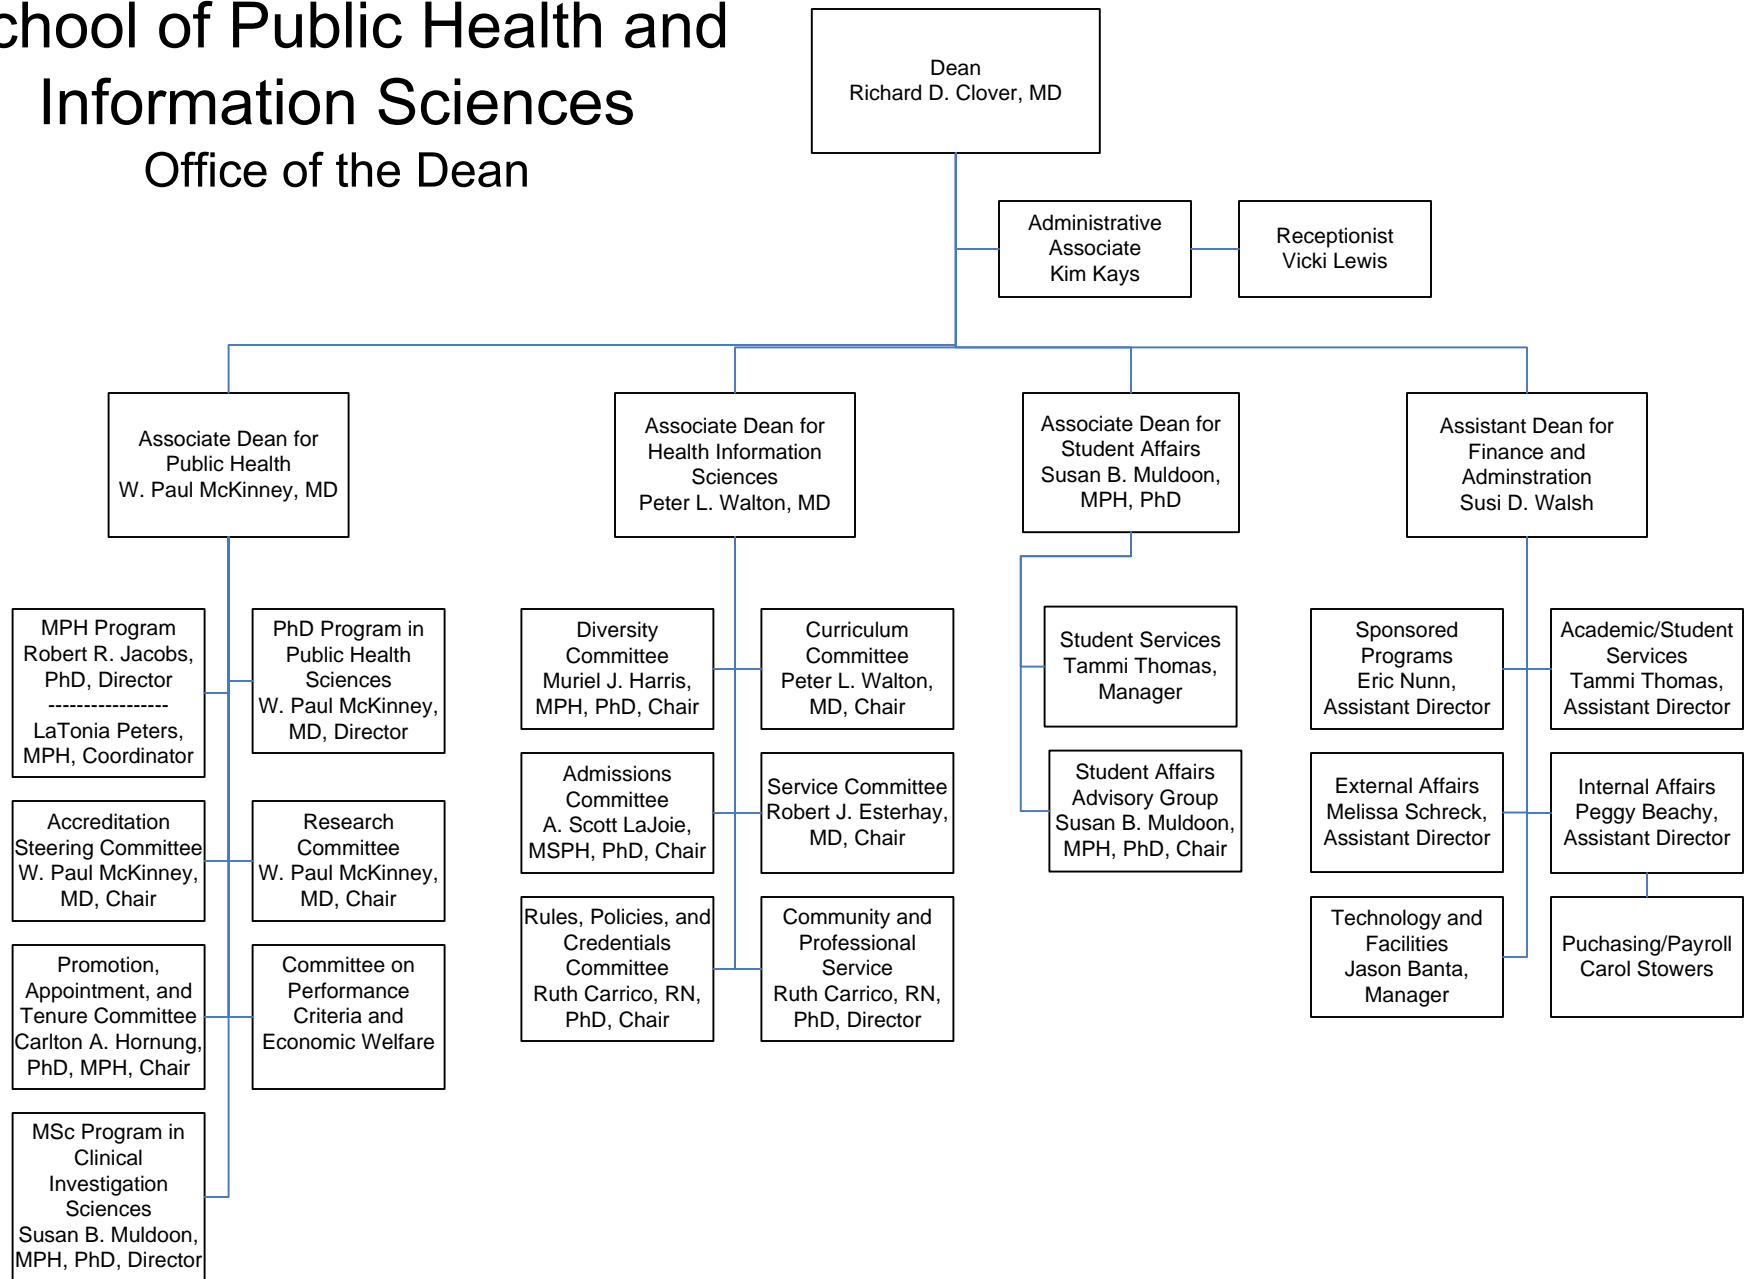 chool of Public Health and
Information Sciences
Office of the Dean
Dean
Richard D. Clover, MD
Administrative
Associate
Kim Kays
Receptionist
Vicki Lewis
Associate Dean for
Public Health
W. Paul McKinney, MD
Associate Dean for
Health Information
Sciences
Peter L. Walton, MD
Associate Dean for
Student Affairs
Susan B. Muldoon,
MPH, PhD
Assistant Dean for
Finance and
Adminstration
Susi D. Walsh
MPH Program
Robert R. Jacobs,
PhD, Director
-----------------
LaTonia Peters,
MPH, Coordinator
PhD Program in
Public Health
Sciences
W. Paul McKinney,
MD, Director
Accreditation
Steering Committee
W. Paul McKinney,
MD, Chair
Research
Committee
W. Paul McKinney,
MD, Chair
Promotion,
Appointment, and
Tenure Committee
Carlton A. Hornung,
PhD, MPH, Chair
Committee on
Performance
Criteria and
Economic Welfare
MSc Program in
Clinical
Investigation
Sciences
Susan B. Muldoon,
MPH, PhD, Director
Diversity
Committee
Muriel J. Harris,
MPH, PhD, Chair
Curriculum
Committee
Peter L. Walton,
MD, Chair
Admissions
Committee
A. Scott LaJoie,
MSPH, PhD, Chair
Service Committee
Robert J. Esterhay,
MD, Chair
Rules, Policies, and
Credentials
Committee
Ruth Carrico, RN,
PhD, Chair
Community and
Professional
Service
Ruth Carrico, RN,
PhD, Director
Student Services
Tammi Thomas,
Manager
Student Affairs
Advisory Group
Susan B. Muldoon,
MPH, PhD, Chair
Sponsored
Programs
Eric Nunn,
Assistant Director
Academic/Student
Services
Tammi Thomas,
Assistant Director
External Affairs
Melissa Schreck,
Assistant Director
Internal Affairs
Peggy Beachy,
Assistant Director
Technology and
Facilities
Jason Banta,
Manager
Puchasing/Payroll
Carol Stowers